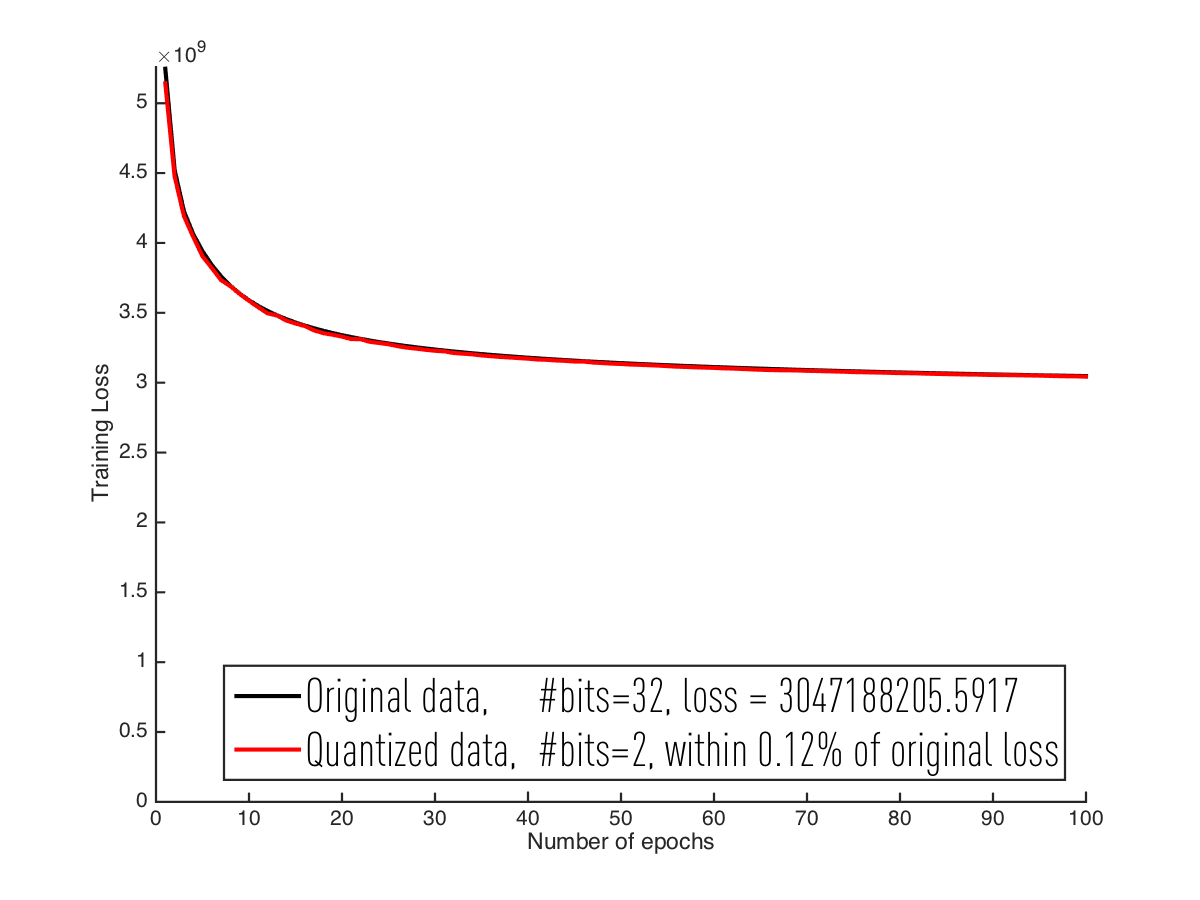 ×10⁹
5
4.5
4
3.5
3
2.5
2
1.5
1
0.5
0
Training Loss
Original data, #bits=32, loss = 3047188205.5917
Quantized data, #bits=2, within 0.12% of original loss
0 10 20 30 40 50 60 70 80 90 100
Number of epochs